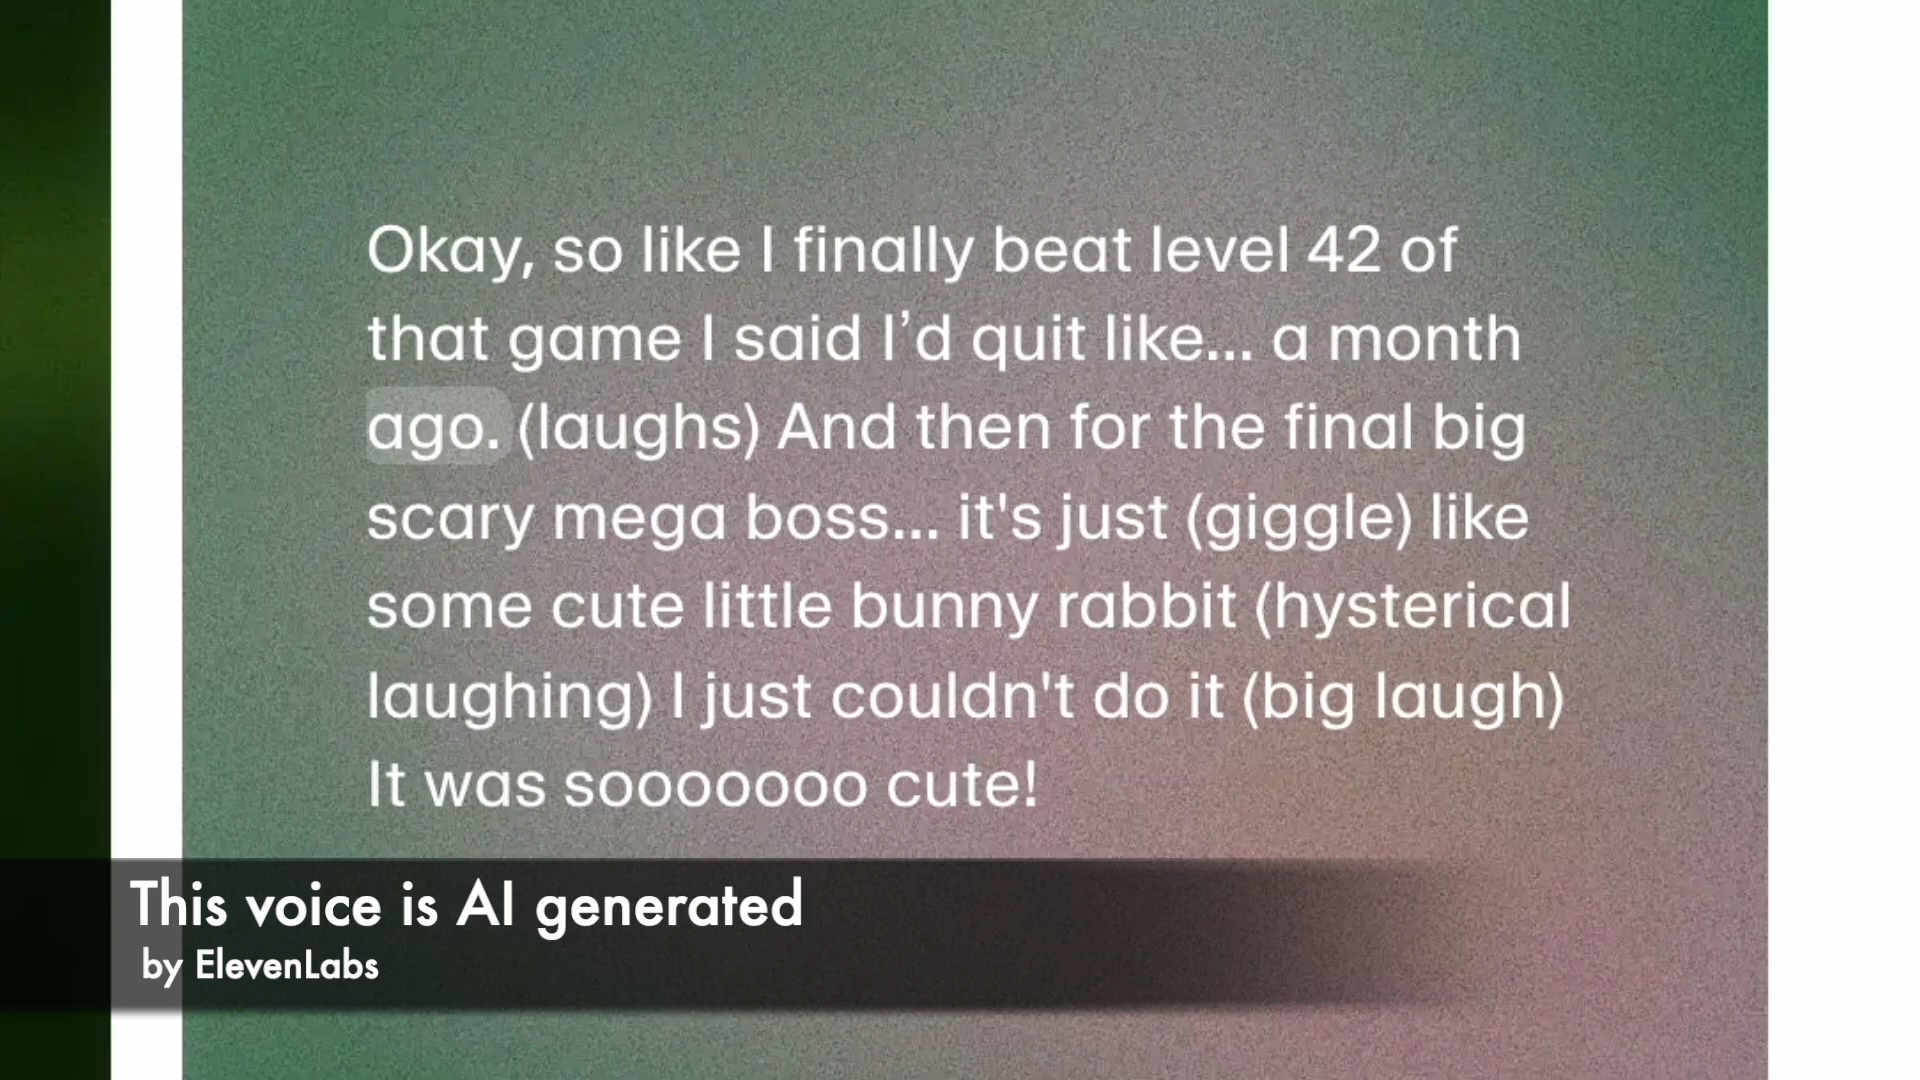 Okay, so like I finally beat level 42 of
that game I said I’d quit like... a month
ago. (laughs) And then for the final big
scary mega boss... it's just (giggle) like
some cute little bunny rabbit (hysterical
laughing) I just couldn't do it (big laugh)
It was sooooooo cute!
This voice is AI generated
by ElevenLabs